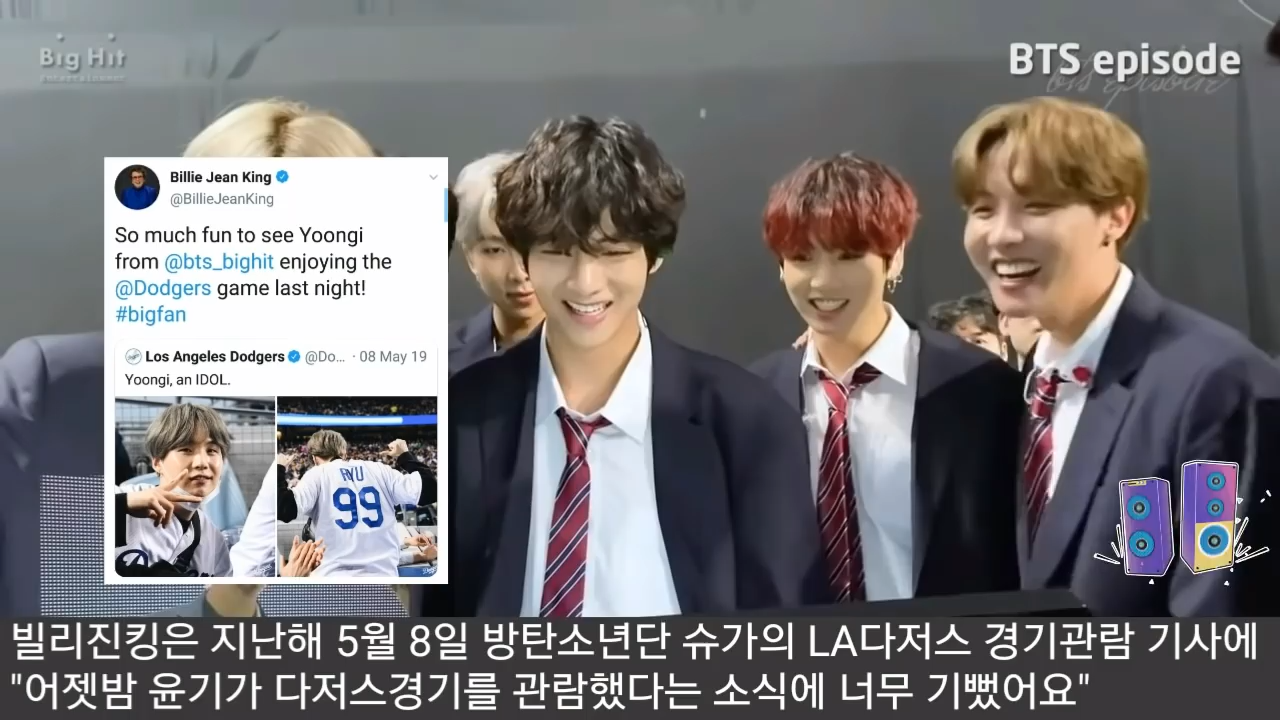 Big Hit
Entertainment
BTS episode
bts episode
Billie Jean King
@BillieJeanKing
So much fun to see Yoongi
from @bts_bighit enjoying the
@Dodgers game last night!
#bigfan
Los Angeles Dodgers @Do... · 08 May 19
Yoongi, an IDOL.
RYU
99
빌리진킹은 지난해 5월 8일 방탄소년단 슈가의 LA다저스 경기관람 기사에
"어젯밤 윤기가 다저스경기를 관람했다는 소식에 너무 기뻤어요"